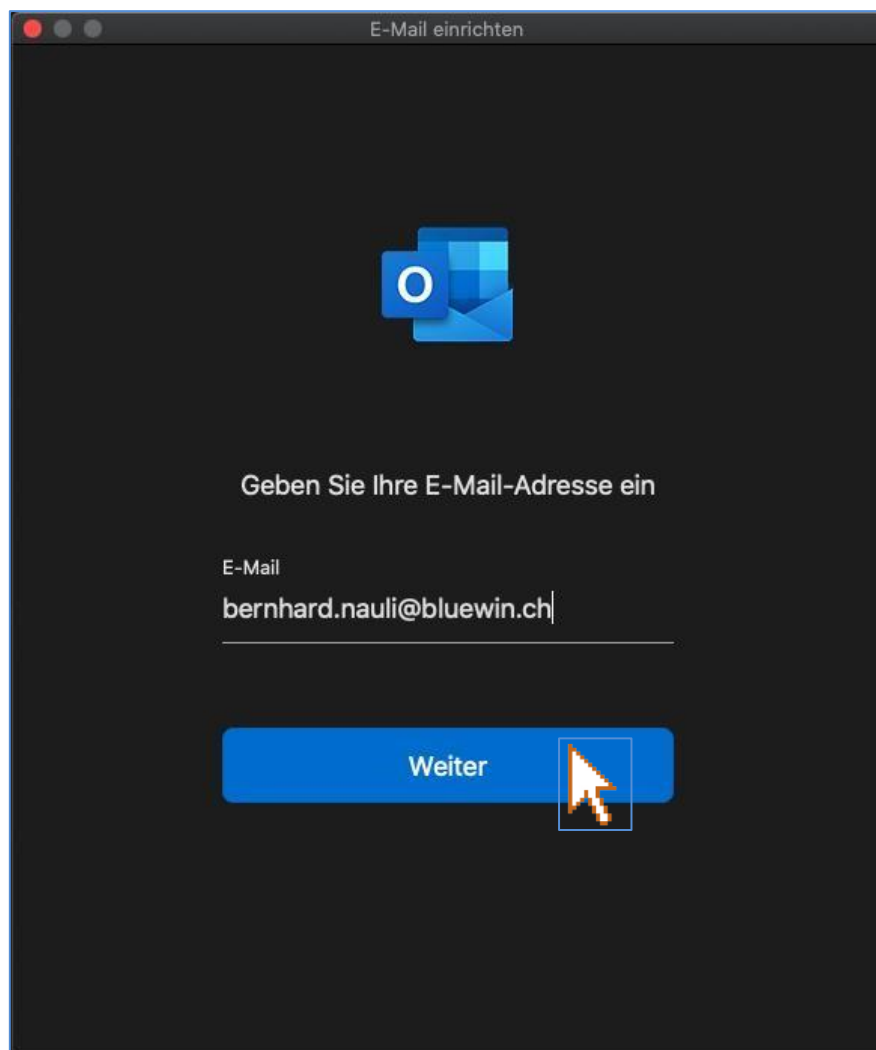 E-Mail einrichten
O
Geben Sie Ihre E-Mail-Adresse ein
E-Mail
bernhard.nauli@bluewin.ch
Weiter